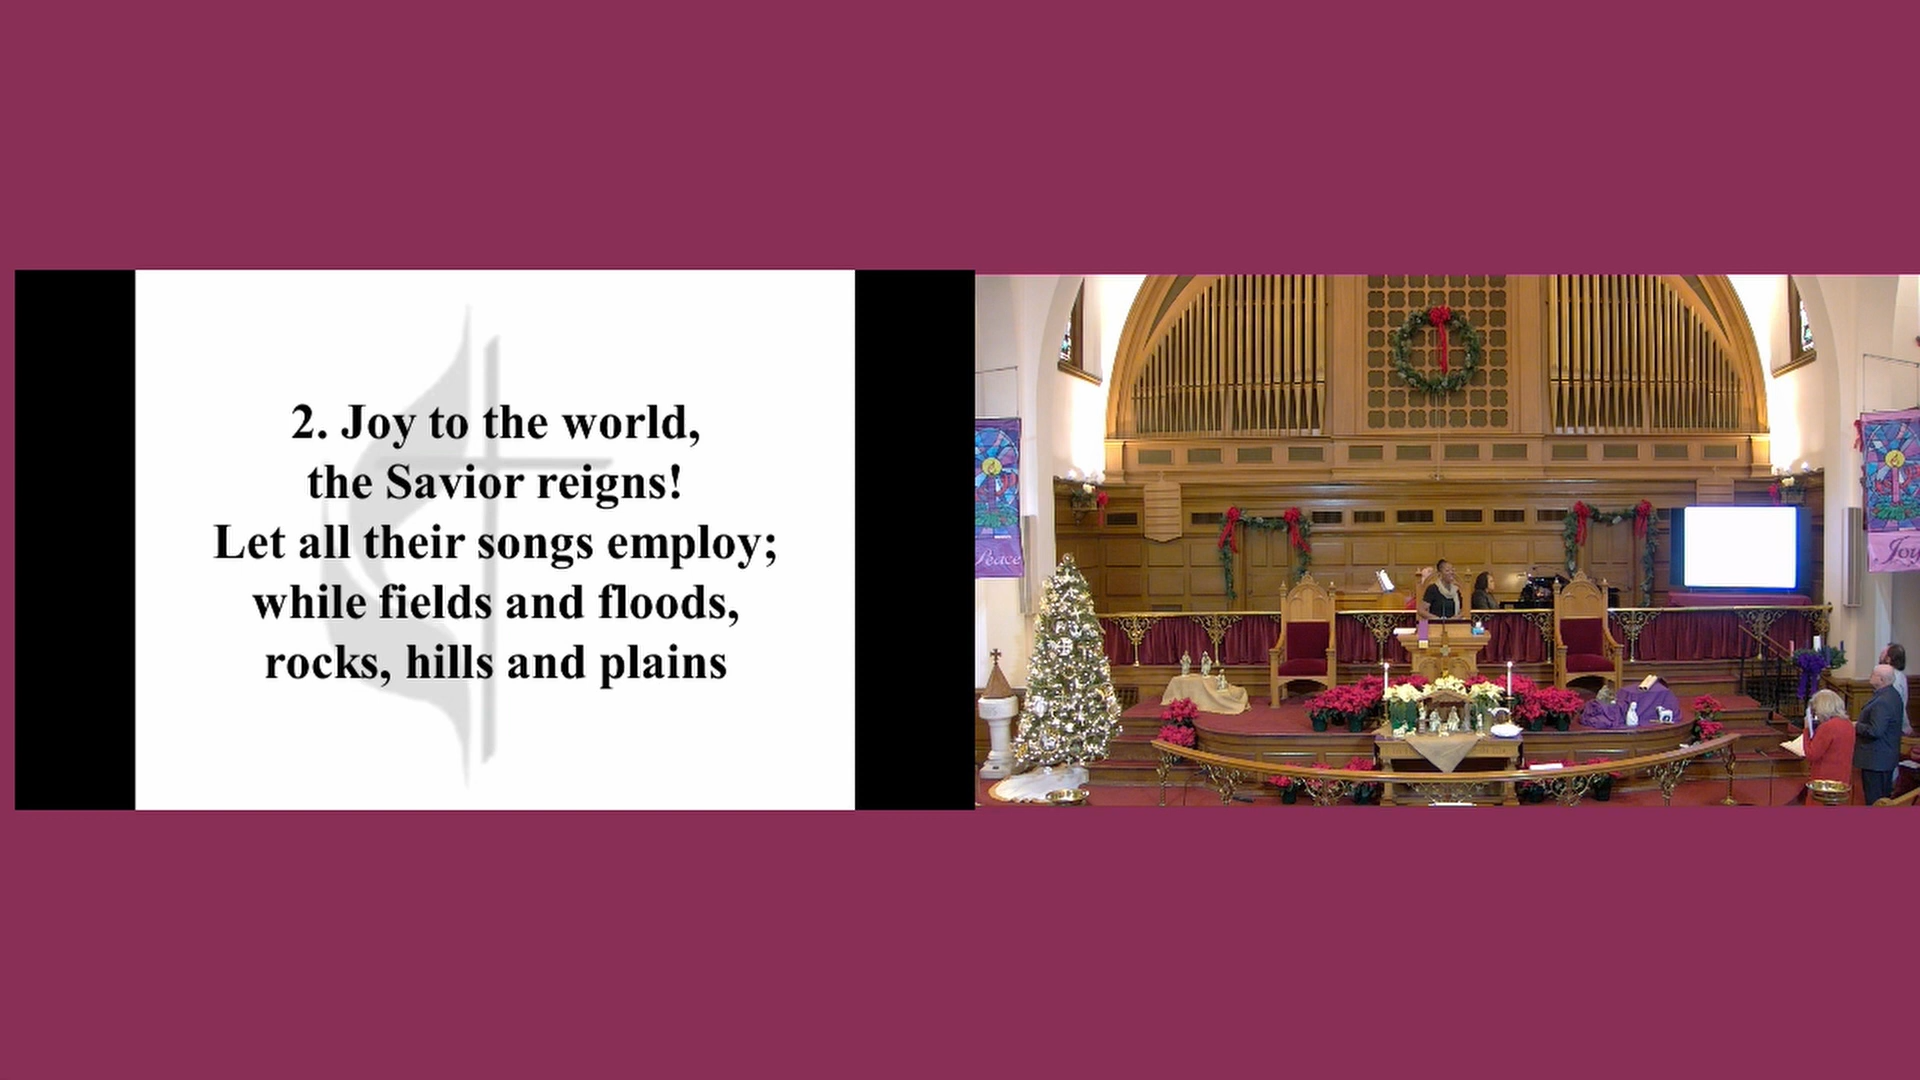 2. Joy to the world,
the Savior reigns!
Let all their songs employ;
while fields and floods,
rocks, hills and plains
Peace
Joy